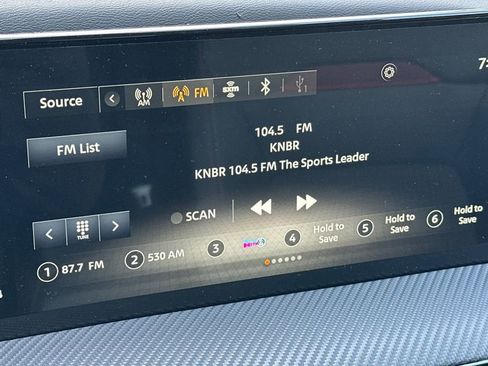 7:
Source
AM
FM
sxm
1
FM List
104.5 FM
KNBR
KNBR 104.5 FM The Sports Leader
TUNE
SCAN
1 87.7 FM
2 530 AM
3
4 Hold to Save
5 Hold to Save
6 Hold to Save